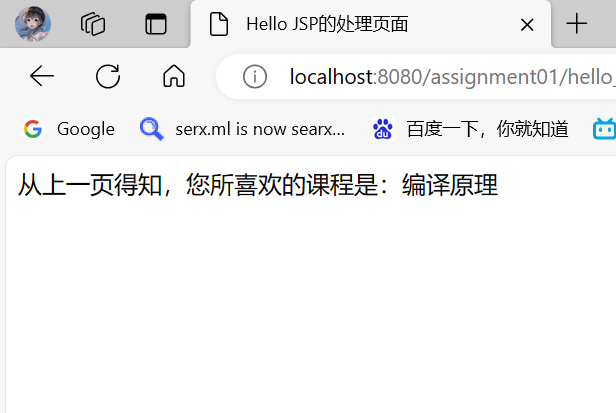 Hello JSP的处理页面
localhost:8080/assignment01/hello_
Google serx.ml is now searx... 百度一下，你就知道
从上一页得知，您所喜欢的课程是：编译原理